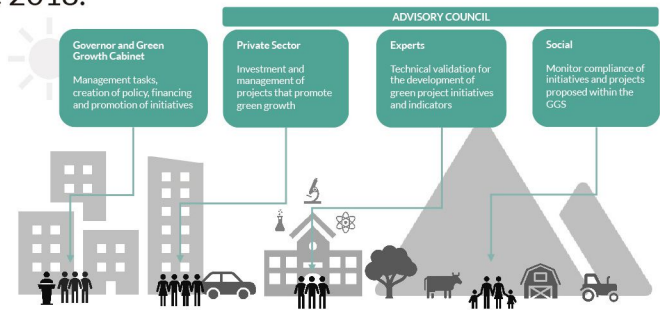 2018.
ADVISORY COUNCIL
Governor and Green
Growth Cabinet
Management tasks,
creation of policy, financing
and promotion of initiatives
Private Sector
Investment and
management of
projects that promote
green growth
Experts
Technical validation for
the development of
green project initiatives
and indicators
Social
Monitor compliance of
initiatives and projects
proposed within the
GGS